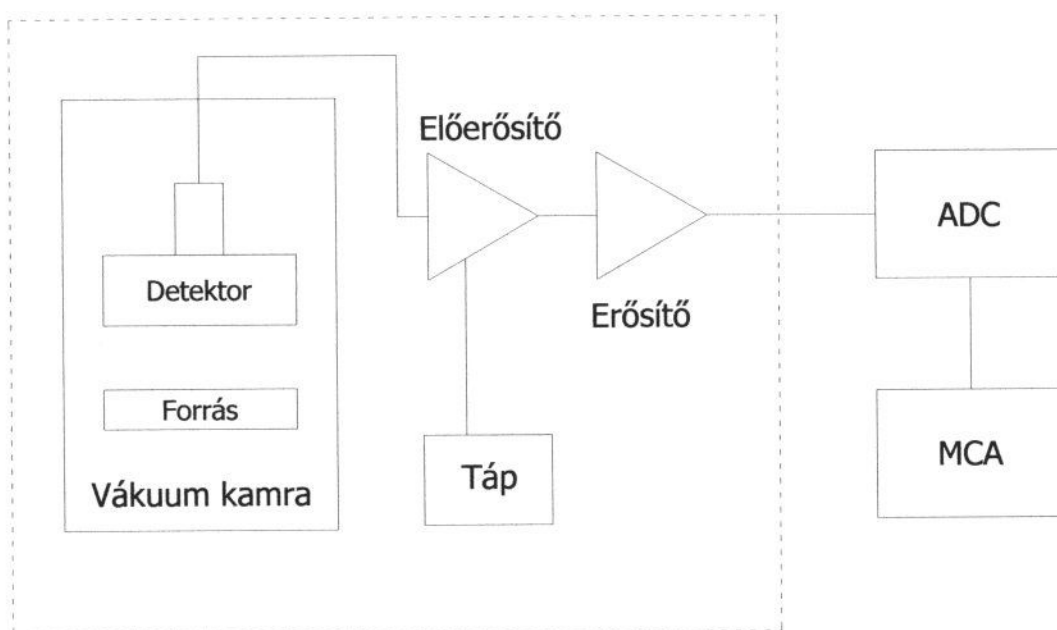 Előerősítő
ADC
Detektor
Erősítő
Forrás
Táp
MCA
Vákuum kamra